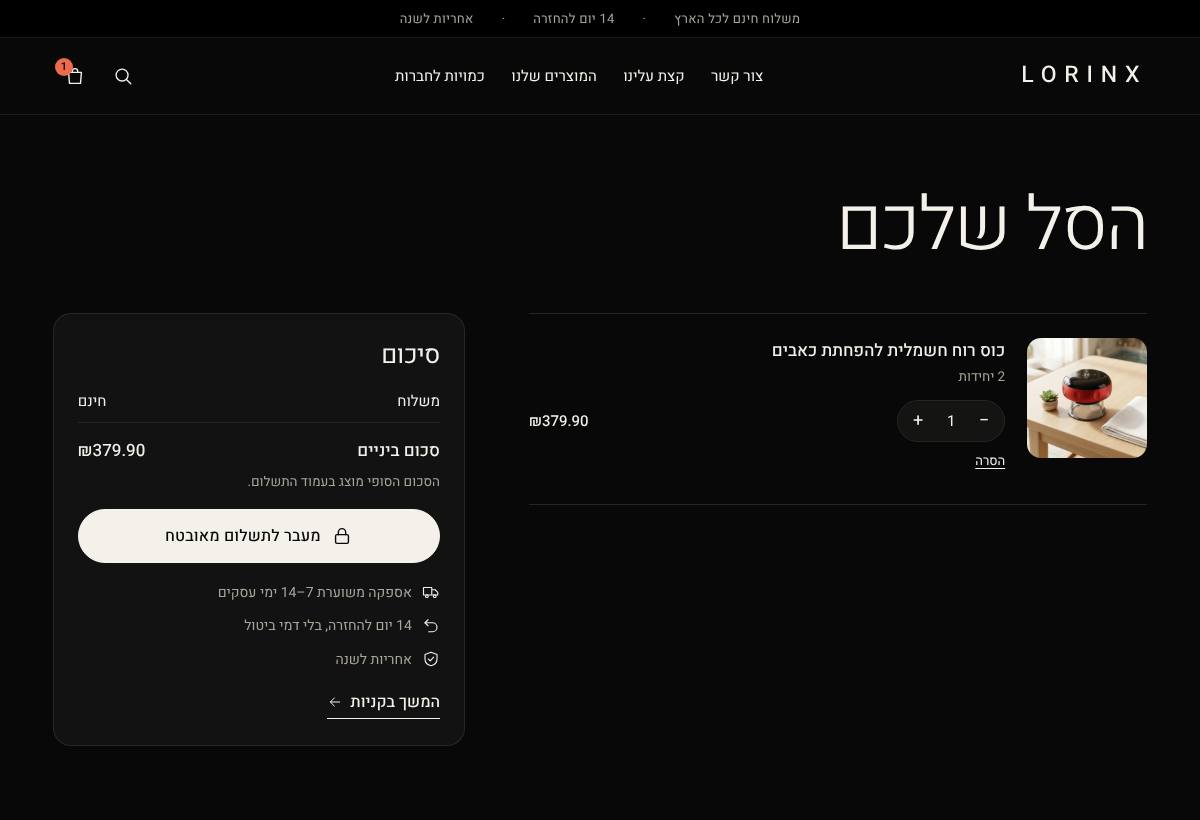 משלוח חינם לכל הארץ · 14 יום להחזרה · אחריות לשנה
LORINX
צור קשר קצת עלינו המוצרים שלנו כמויות לחברות
1
הסל שלכם
כוס רוח חשמלית להפחתת כאבים
2 יחידות
− 1 +
₪379.90
הסרה
סיכום
משלוח חינם
סכום ביניים ₪379.90
הסכום הסופי מוצג בעמוד התשלום.
מעבר לתשלום מאובטח
אספקה משוערת 7–14 ימי עסקים
14 יום להחזרה, בלי דמי ביטול
אחריות לשנה
המשך בקניות ←